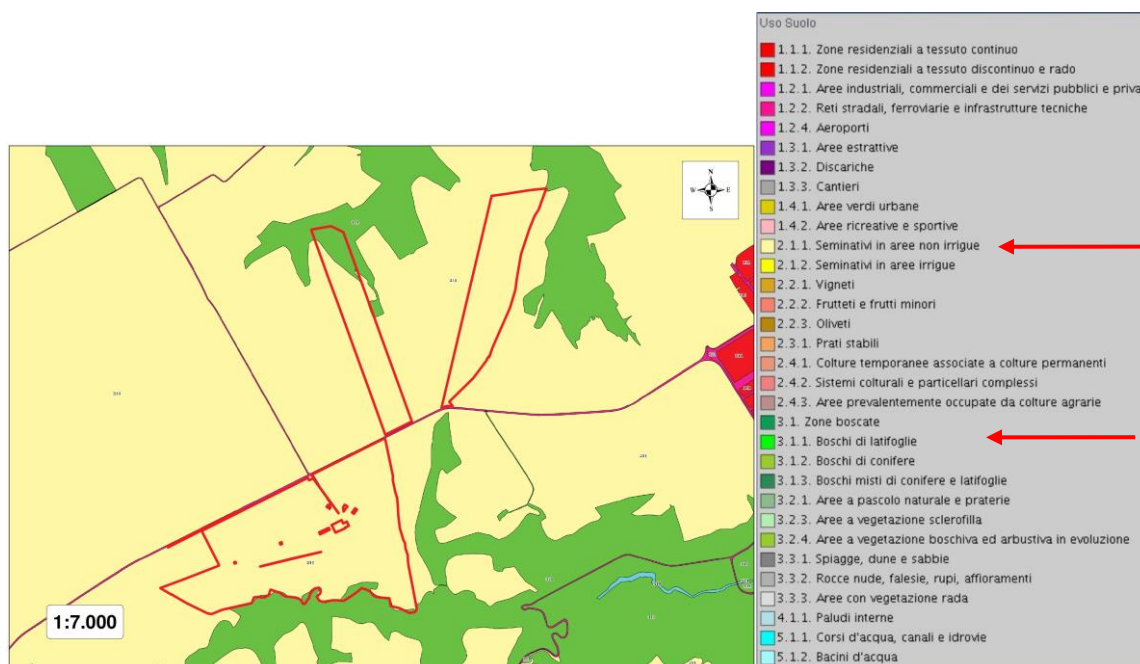 Uso Suolo
1.1.1. Zone residenziali a tessuto continuo
1.1.2. Zone residenziali a tessuto discontinuo e rado
1.2.1. Aree industriali, commerciali e dei servizi pubblici e priva
1.2.2. Reti stradali, ferroviarie e infrastrutture tecniche
1.2.4. Aeroporti
1.3.1. Aree estrattive
1.3.2. Discariche
1.3.3. Cantieri
1.4.1. Aree verdi urbane
1.4.2. Aree ricreative e sportive
2.1.1. Seminativi in aree non irrigue
2.1.2. Seminativi in aree irrigue
2.2.1. Vigneti
2.2.2. Frutteti e frutti minori
2.2.3. Oliveti
2.3.1. Prati stabili
2.4.1. Colture temporanee associate a colture permanenti
2.4.2. Sistemi colturali e particellari complessi
2.4.3. Aree prevalentemente occupate da colture agrarie
3.1. Zone boscate
3.1.1. Boschi di latifoglie
3.1.2. Boschi di conifere
3.1.3. Boschi misti di conifere e latifoglie
3.2.1. Aree a pascolo naturale e praterie
3.2.3. Aree a vegetazione sclerofilla
3.2.4. Aree a vegetazione boschiva ed arbustiva in evoluzione
3.3.1. Spiagge, dune e sabbie
3.3.2. Rocce nude, falesie, rupi, affioramenti
3.3.3. Aree con vegetazione rada
4.1.1. Paludi interne
5.1.1. Corsi d'acqua, canali e idrovie
5.1.2. Bacini d'acqua
N
W E
S
1:7.000